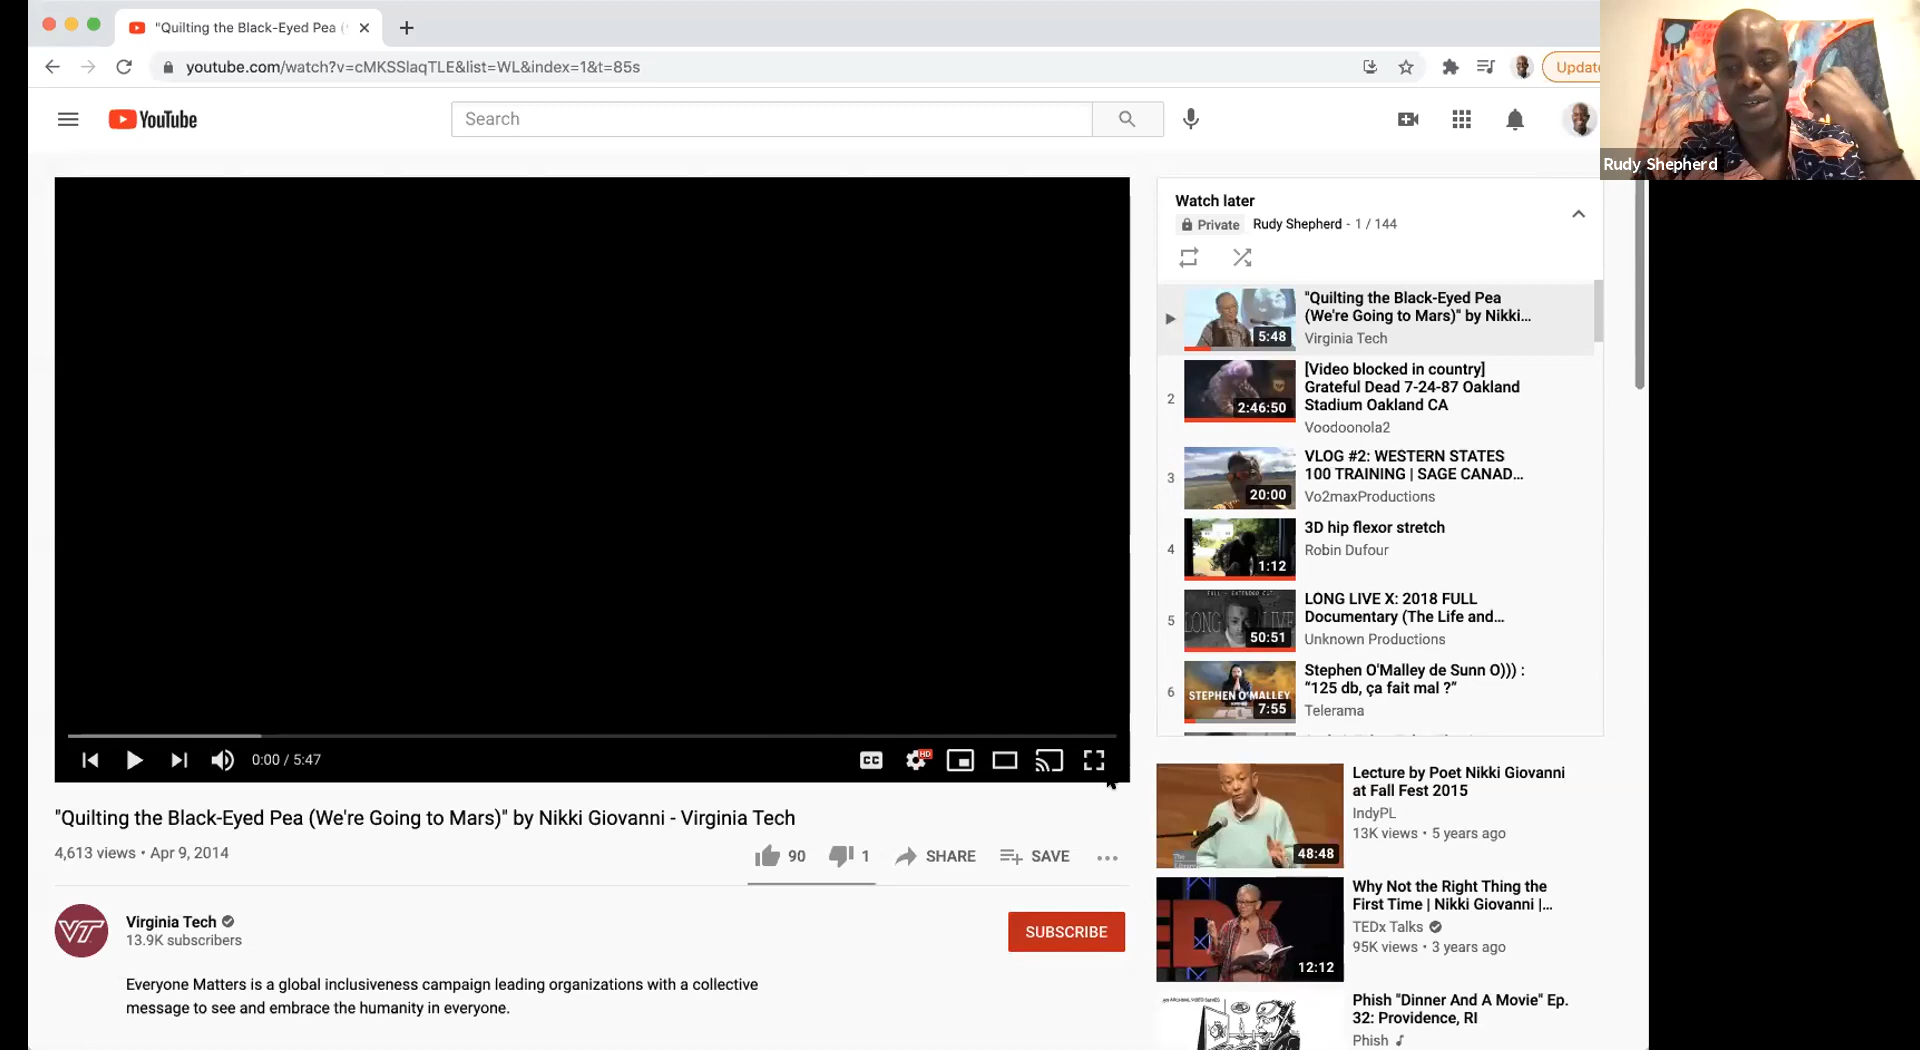 "Quilting the Black-Eyed Pea (
youtube.com/watch?v=cMKSSlaqTLE&list=WL&index=1&t=85s
Update
YouTube
Search
Rudy Shepherd
Watch later
Private Rudy Shepherd - 1 / 144
"Quilting the Black-Eyed Pea
(We're Going to Mars)" by Nikki...
5:48
Virginia Tech
[Video blocked in country]
Grateful Dead 7-24-87 Oakland
Stadium Oakland CA
2
2:46:50
Voodoonola2
VLOG #2: WESTERN STATES
100 TRAINING | SAGE CANAD...
3
20:00
Vo2maxProductions
3D hip flexor stretch
4
Robin Dufour
1:12
FULL - EXTENDED CUT
LONG LIVE
LONG LIVE X: 2018 FULL
Documentary (The Life and...
5
50:51
Unknown Productions
Stephen O'Malley de Sunn O))) :
"125 db, ça fait mal ?"
6
STEPHEN O'MALLEY
7:55
Telerama
0:00 / 5:47
CC
HD
"Quilting the Black-Eyed Pea (We're Going to Mars)" by Nikki Giovanni - Virginia Tech
4,613 views • Apr 9, 2014
90
1
SHARE
SAVE
VT
Virginia Tech
13.9K subscribers
SUBSCRIBE
Everyone Matters is a global inclusiveness campaign leading organizations with a collective
message to see and embrace the humanity in everyone.
Lecture by Poet Nikki Giovanni
at Fall Fest 2015
IndyPL
13K views • 5 years ago
48:48
Why Not the Right Thing the
First Time | Nikki Giovanni |...
TEDx Talks
95K views • 3 years ago
EDX
12:12
Phish "Dinner And A Movie" Ep.
32: Providence, RI
Phish